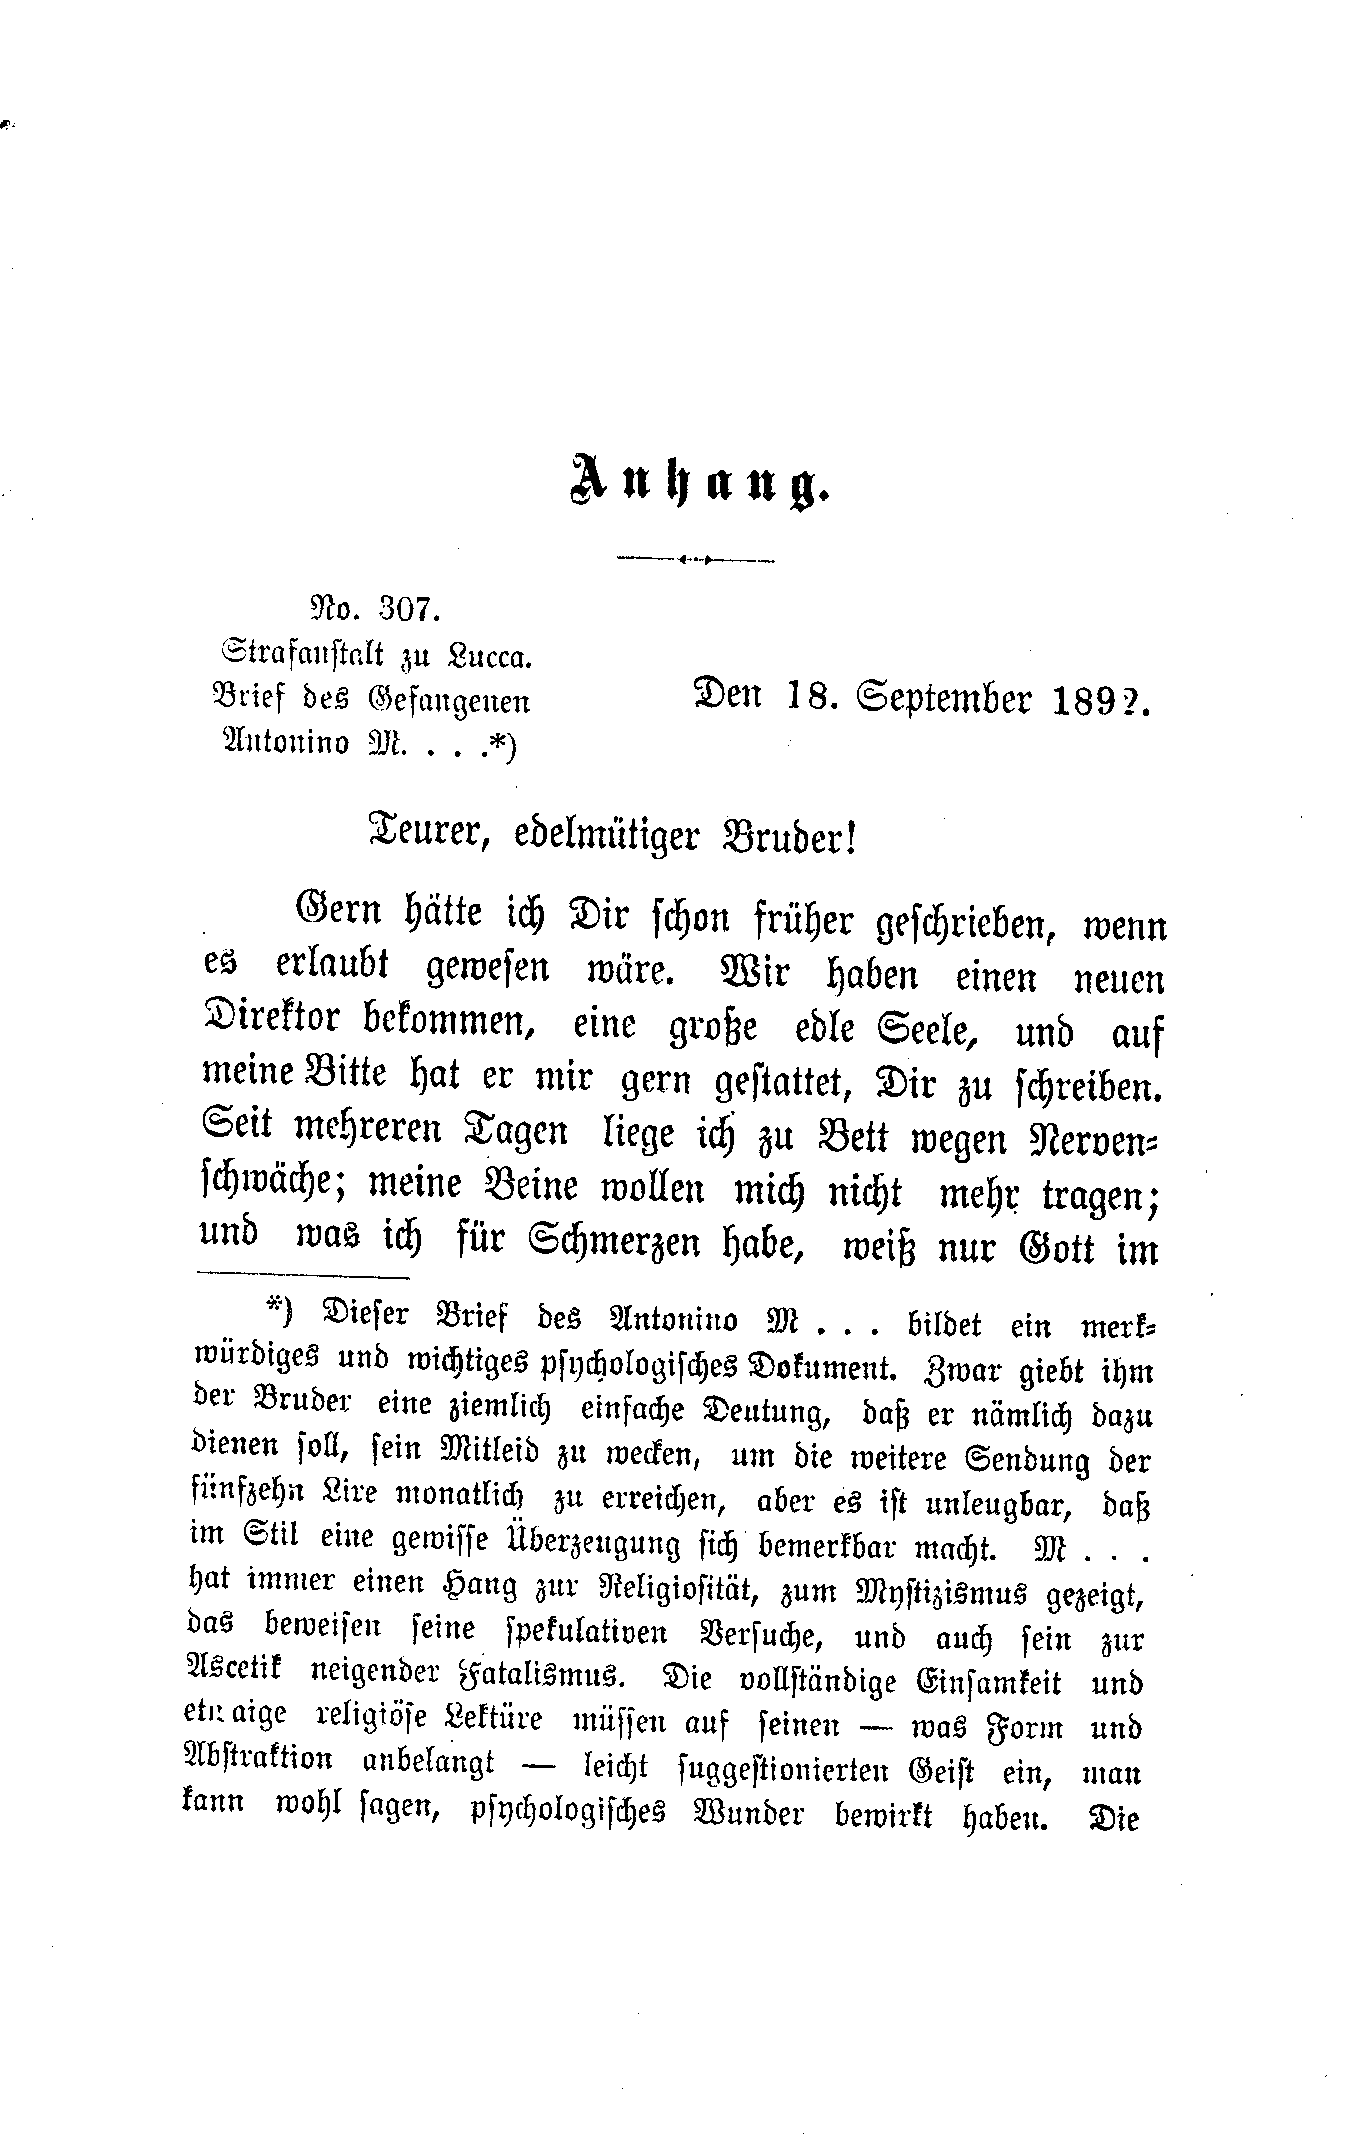 Anhang.
No. 307.
Strafanstalt zu Lucca.
Brief des Gefangenen
Antonino M. . . .*)
Den 18. September 189?.
Teurer, edelmütiger Bruder!
Gern hätte ich Dir schon früher geschrieben, wenn
es erlaubt gewesen wäre. Wir haben einen neuen
Direktor bekommen, eine große edle Seele, und auf
meine Bitte hat er mir gern gestattet, Dir zu schreiben.
Seit mehreren Tagen liege ich zu Bett wegen Nerven-
schwäche; meine Beine wollen mich nicht mehr tragen;
und was ich für Schmerzen habe, weiß nur Gott im
*) Dieser Brief des Antonino M . . . bildet ein merk-
würdiges und wichtiges psychologisches Dokument. Zwar giebt ihm
der Bruder eine ziemlich einfache Deutung, daß er nämlich dazu
dienen soll, sein Mitleid zu wecken, um die weitere Sendung der
fünfzehn Lire monatlich zu erreichen, aber es ist unleugbar, daß
im Stil eine gewisse Überzeugung sich bemerkbar macht. M . . .
hat immer einen Hang zur Religiosität, zum Mystizismus gezeigt,
das beweisen seine spekulativen Versuche, und auch sein zur
Ascetik neigender Fatalismus. Die vollständige Einsamkeit und
etwaige religiöse Lektüre müssen auf seinen — was Form und
Abstraktion anbelangt — leicht suggestionierten Geist ein, man
kann wohl sagen, psychologisches Wunder bewirkt haben. Die